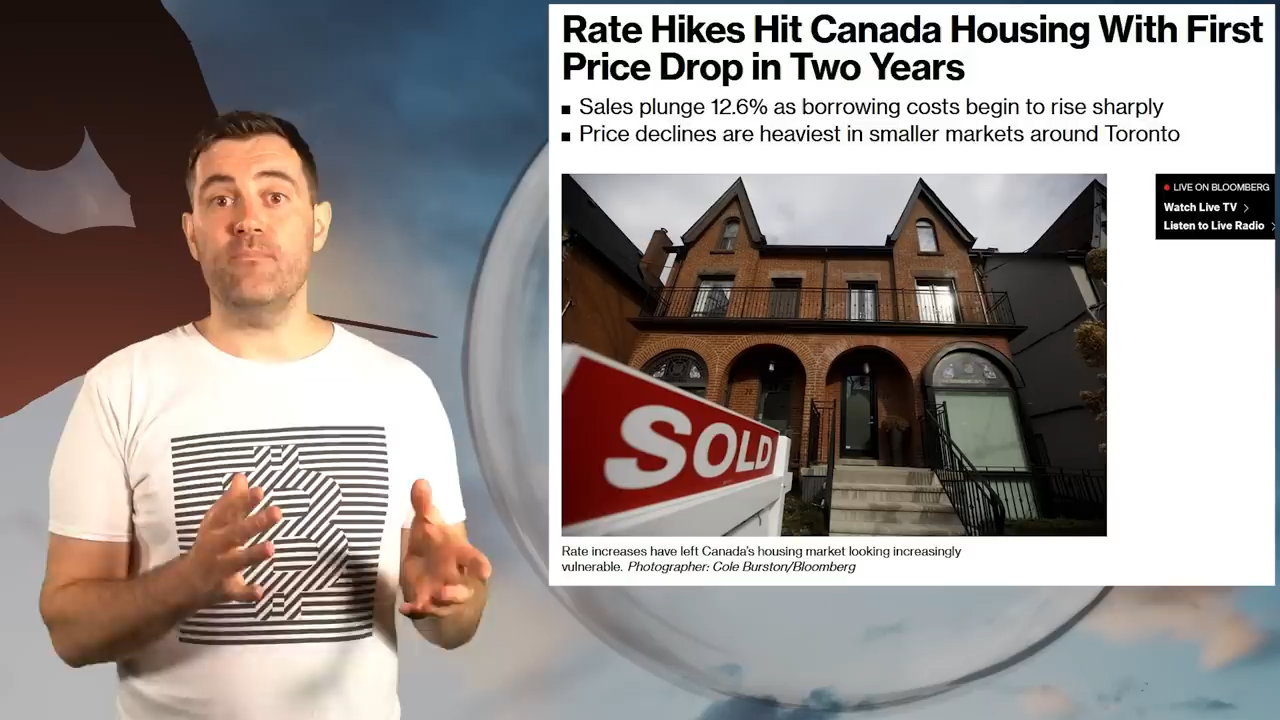 Rate Hikes Hit Canada Housing With First
Price Drop in Two Years
Sales plunge 12.6% as borrowing costs begin to rise sharply
Price declines are heaviest in smaller markets around Toronto
LIVE ON BLOOMBERG
Watch Live TV
Listen to Live Radio
SOLD
Rate increases have left Canada's housing market looking increasingly
vulnerable. Photographer: Cole Burston/Bloomberg